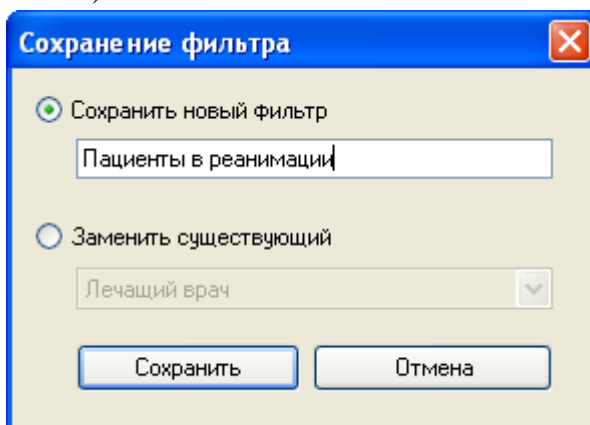 Сохранение фильтра
Сохранить новый фильтр
Пациенты в реанимации
Заменить существующий
Лечащий врач
Сохранить
Отмена